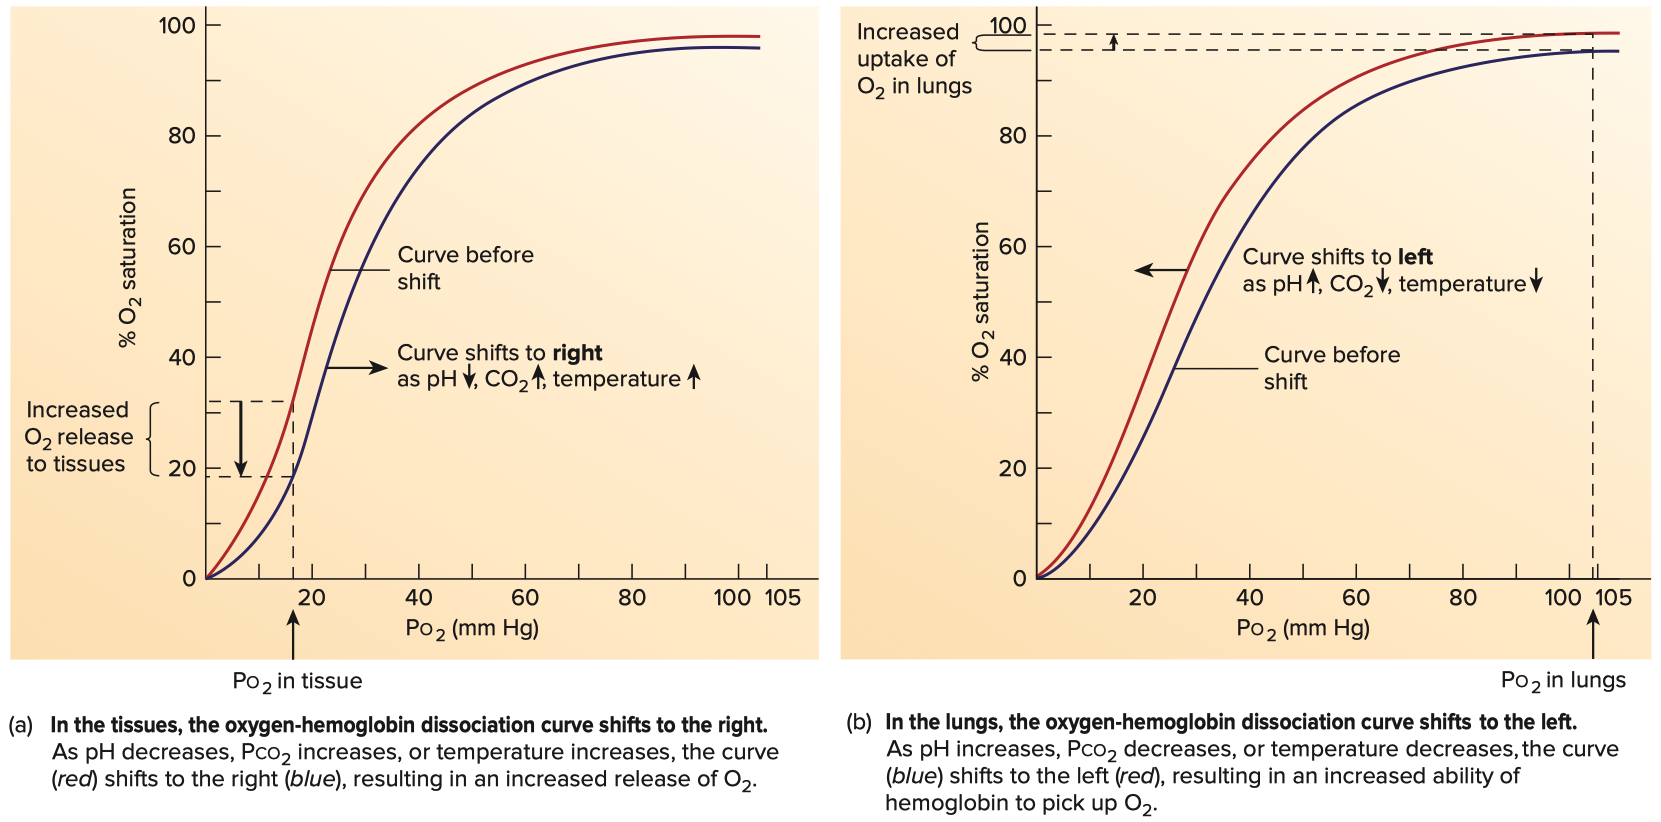 100
80
60
40
20
0
% O2 saturation
Curve before
shift
Curve shifts to right
as pH ↓, CO2 ↑, temperature ↑
Increased
O2 release
to tissues
20 40 60 80 100 105
PO2 (mm Hg)
PO2 in tissue
(a) In the tissues, the oxygen-hemoglobin dissociation curve shifts to the right.
As pH decreases, PCO2 increases, or temperature increases, the curve
(red) shifts to the right (blue), resulting in an increased release of O2.
Increased
uptake of
O2 in lungs
100
80
60
40
20
0
% O2 saturation
Curve shifts to left
as pH ↑, CO2 ↓, temperature ↓
Curve before
shift
20 40 60 80 100 105
PO2 (mm Hg)
PO2 in lungs
(b) In the lungs, the oxygen-hemoglobin dissociation curve shifts to the left.
As pH increases, PCO2 decreases, or temperature decreases, the curve
(blue) shifts to the left (red), resulting in an increased ability of
hemoglobin to pick up O2.